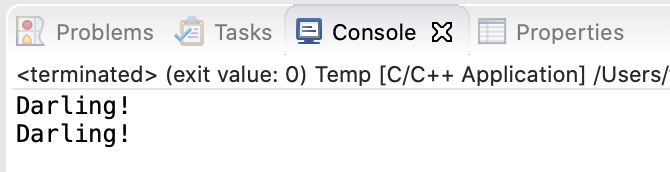 Problems Tasks Console Properties
<terminated> (exit value: 0) Temp [C/C++ Application] /Users/
Darling!
Darling!